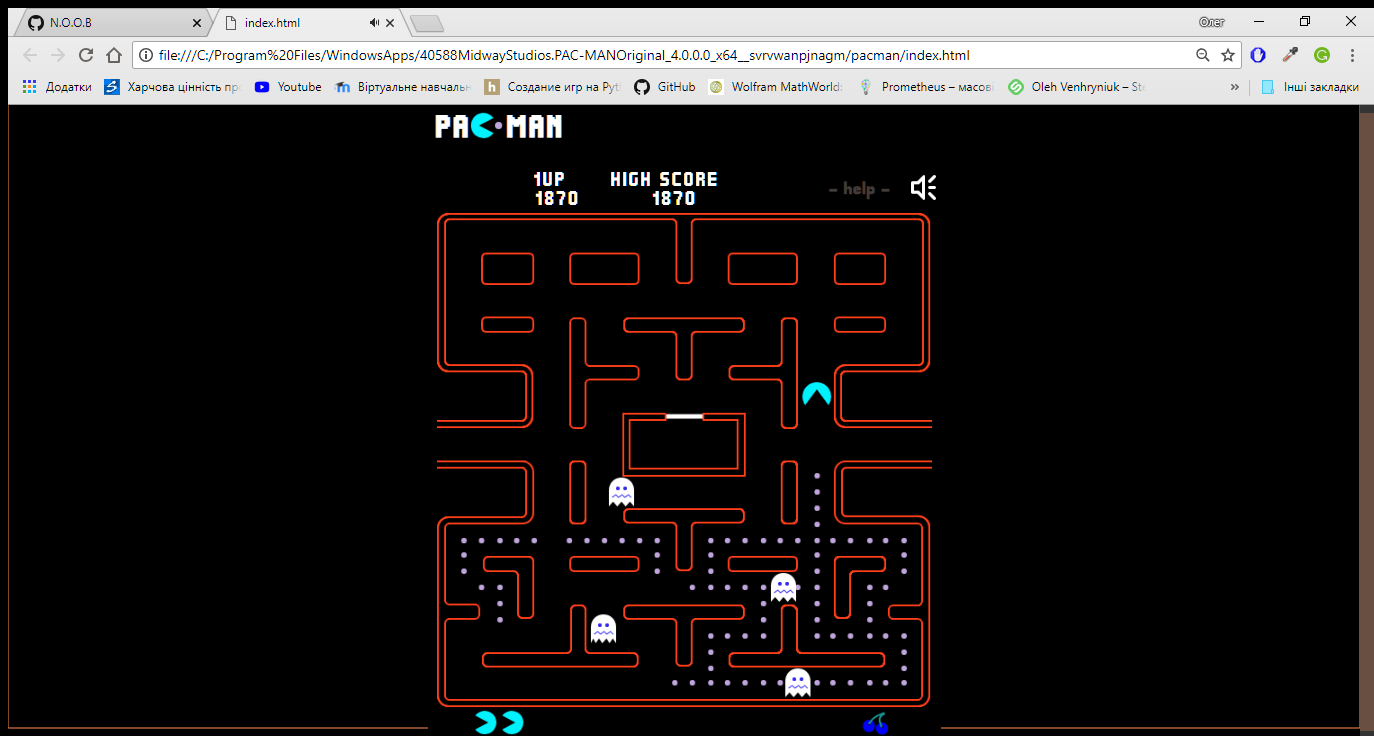 N.O.O.B
index.html
Олег
file:///C:/Program%20Files/WindowsApps/40588MidwayStudios.PAC-MANOriginal_4.0.0.0_x64__svrvwanpjnagm/pacman/index.html
Додатки Харчова цінність пр Youtube Віртуальне навчаль Создание игр на Pyt GitHub Wolfram MathWorld: Prometheus – масов Oleh Venhryniuk – St » Інші закладки
PAC-MAN
1UP HIGH SCORE
1870 1870
- help -